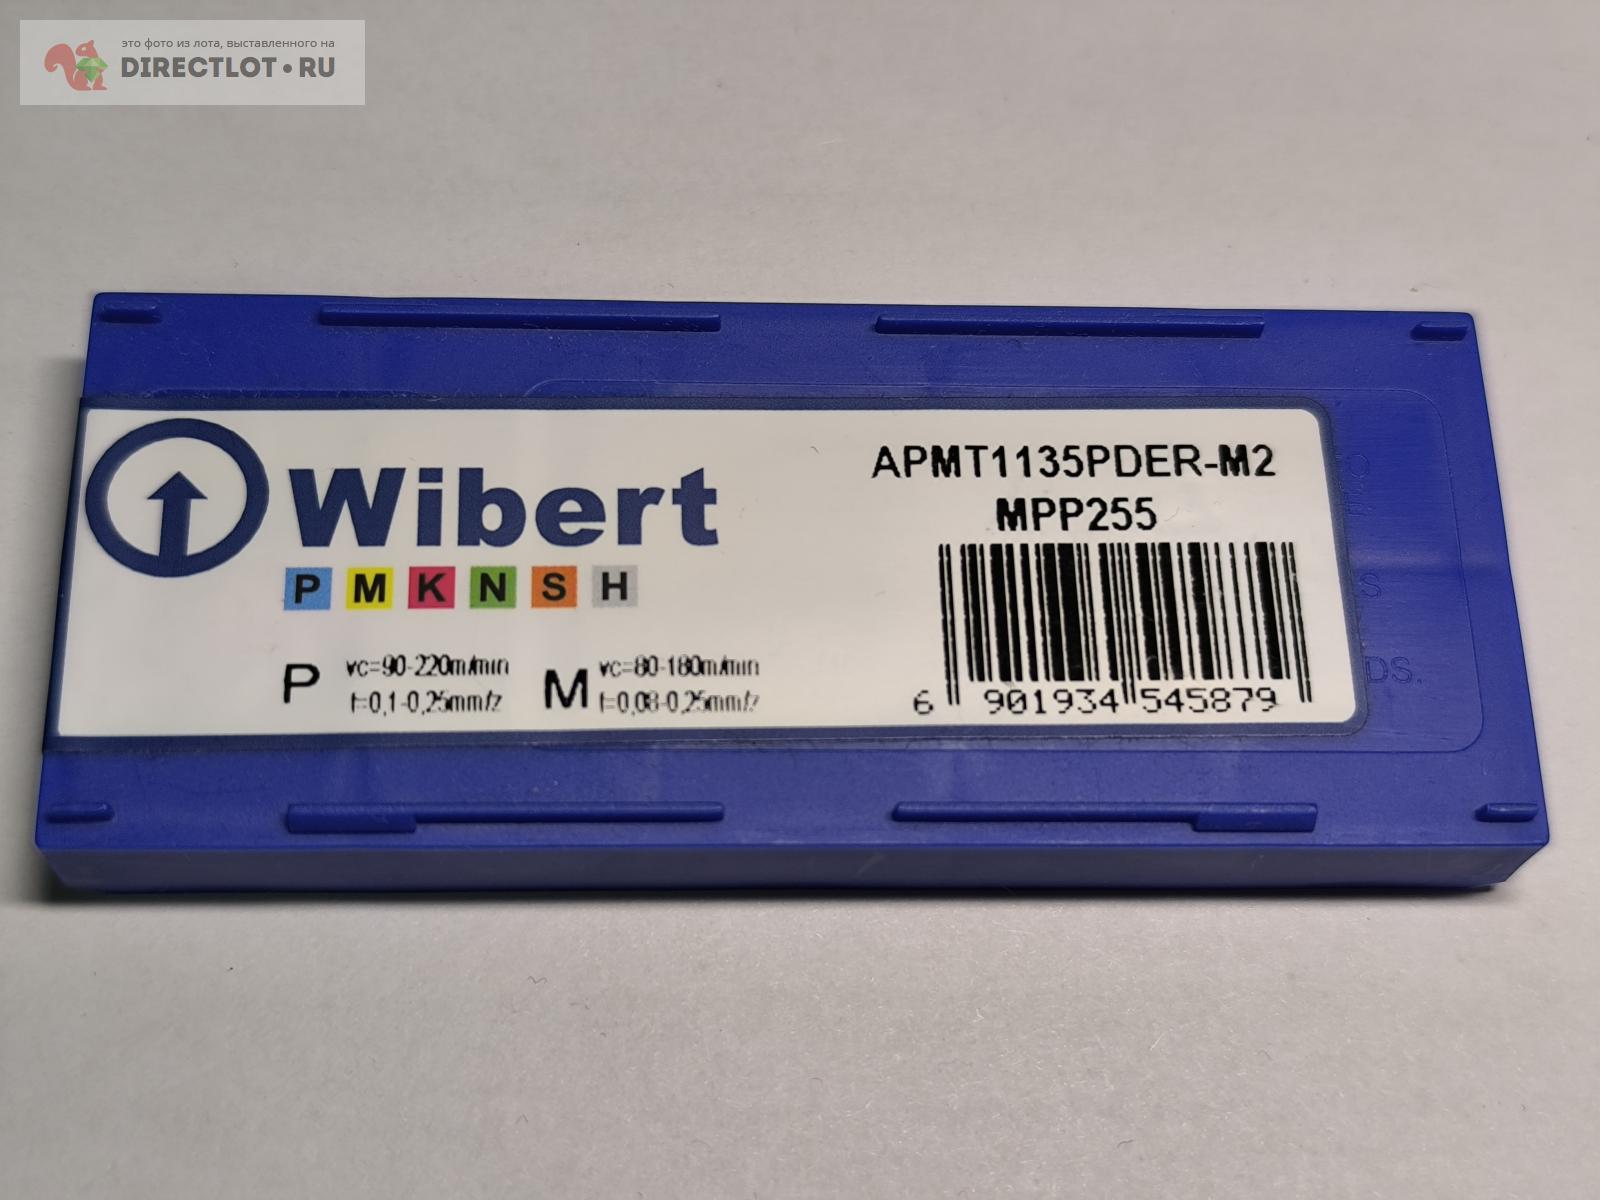 это фото из лота, выставленного на
DIRECTLOT•RU
Wibert
P M K N S H
P vc=90-220m/min
f=0,1-0,25mm/z
M vc=80-180m/min
f=0,08-0,25mm/z
APMT1135PDER-M2
MPP255
6 901934 545879
DS.